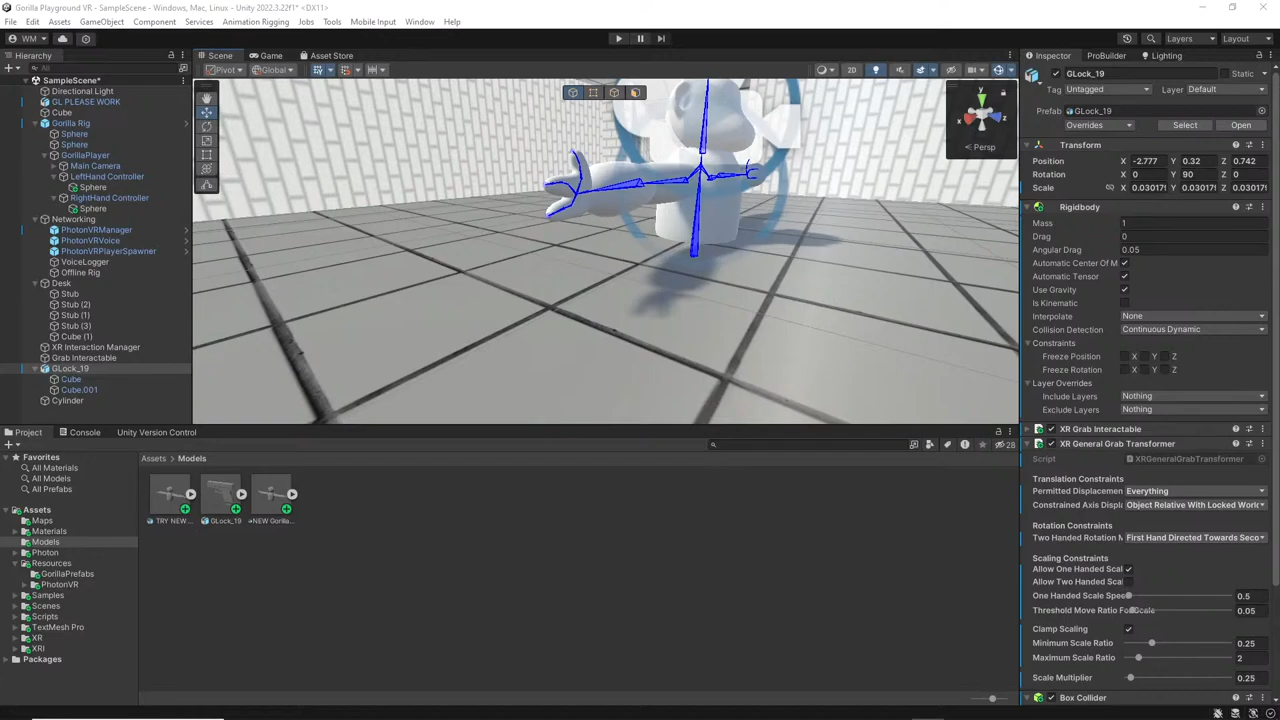 Gorilla Playground VR - SampleScene - Windows, Mac, Linux - Unity 2022.3.22f1* <DX11>
File Edit Assets GameObject Component Services Animation Rigging Jobs Tools Mobile Input Window Help
WM Layers Layout
Hierarchy
All
SampleScene*
Directional Light
GL PLEASE WORK
Cube
Gorilla Rig
Sphere
Sphere
GorillaPlayer
Main Camera
LeftHand Controller
Sphere
RightHand Controller
Sphere
Networking
PhotonVRManager
PhotonVRVoice
PhotonVRPlayerSpawner
VoiceLogger
Offline Rig
Desk
Stub
Stub (2)
Stub (1)
Stub (3)
Cube (1)
XR Interaction Manager
Grab Interactable
GLock_19
Cube
Cube.001
Cylinder
Scene Game Asset Store
Pivot Global 2D
y
x z
Persp
Project Console Unity Version Control
28
Favorites
All Materials
All Models
All Prefabs
Assets
Maps
Materials
Models
Photon
Resources
GorillaPrefabs
PhotonVR
Samples
Scenes
Scripts
TextMesh Pro
XR
XRI
Packages
Assets Models
TRY NEW ... GLock_19 NEW Gorilla...
Inspector ProBuilder Lighting
GLock_19 Static
Tag Untagged Layer Default
Prefab GLock_19
Overrides Select Open
Transform
Position X -2.777 Y 0.32 Z 0.742
Rotation X 0 Y 90 Z 0
Scale X 0.03017 Y 0.03017 Z 0.03017
Rigidbody
Mass 1
Drag 0
Angular Drag 0.05
Automatic Center Of M
Automatic Tensor
Use Gravity
Is Kinematic
Interpolate None
Collision Detection Continuous Dynamic
Constraints
Freeze Position X Y Z
Freeze Rotation X Y Z
Layer Overrides
Include Layers Nothing
Exclude Layers Nothing
XR Grab Interactable
XR General Grab Transformer
Script XRGeneralGrabTransformer
Translation Constraints
Permitted Displacemen Everything
Constrained Axis Displa Object Relative With Locked World
Rotation Constraints
Two Handed Rotation M First Hand Directed Towards Seco
Scaling Constraints
Allow One Handed Scal
Allow Two Handed Scal
One Handed Scale Spee 0.5
Threshold Move Ratio For Scale 0.05
Clamp Scaling
Minimum Scale Ratio 0.25
Maximum Scale Ratio 2
Scale Multiplier 0.25
Box Collider